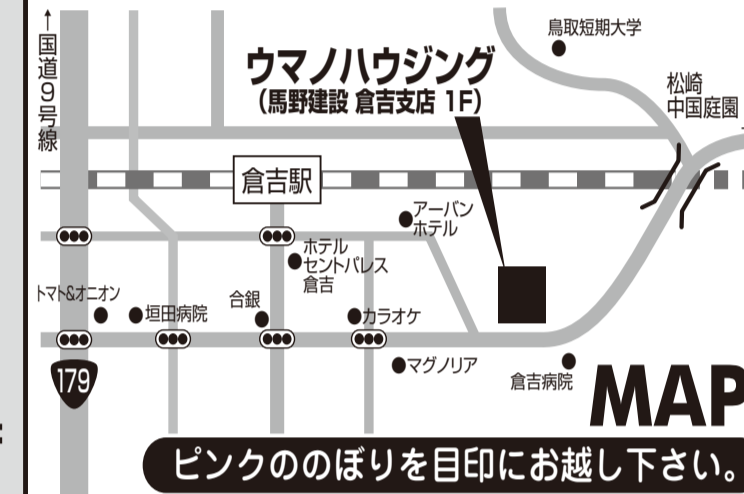 ↑国道9号線
鳥取短期大学
ウマノハウジング
（馬野建設 倉吉支店 1F）
松崎
中国庭園
倉吉駅
アーバン
ホテル
ホテル
セントパレス
倉吉
トマト&オニオン
垣田病院
合銀
カラオケ
マグノリア
倉吉病院
179
MAP
ピンクののぼりを目印にお越し下さい。